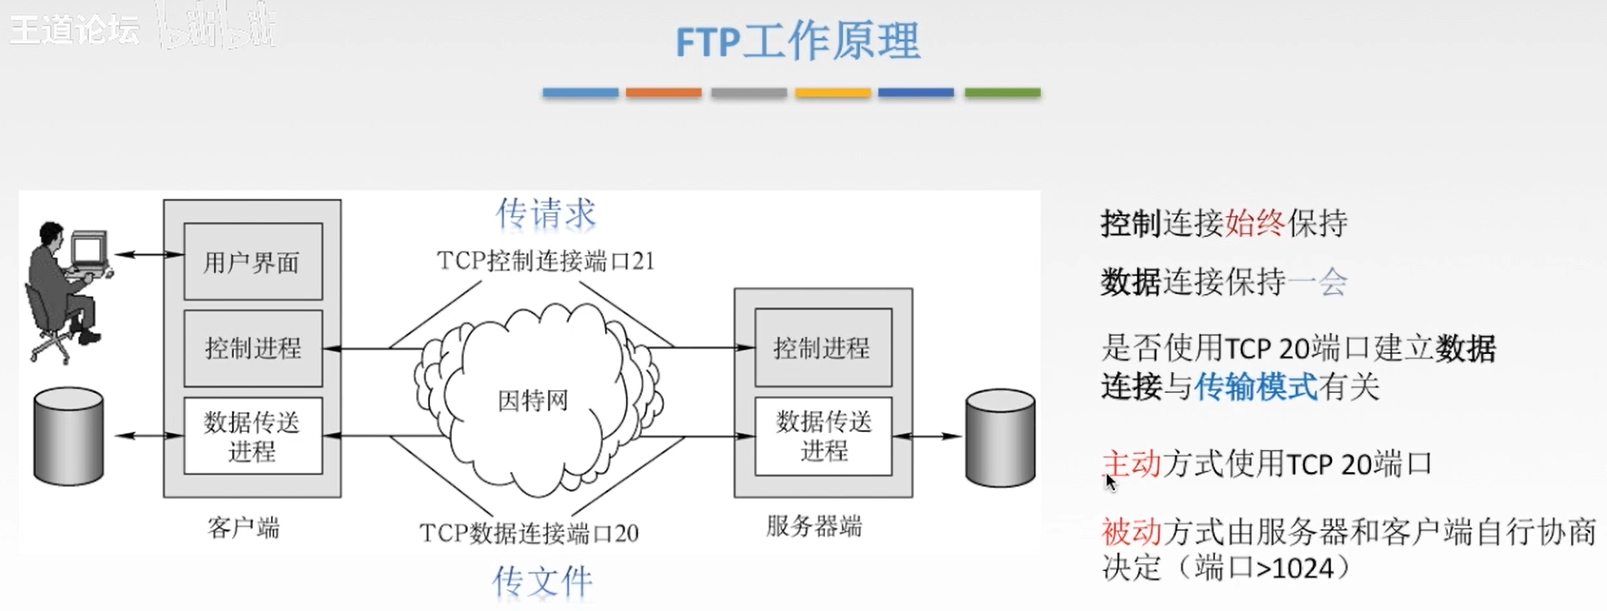 王道论坛 bilibili
FTP工作原理
传请求
TCP控制连接端口21
用户界面
控制进程
数据传送
进程
客户端
因特网
控制进程
数据传送
进程
服务器端
TCP数据连接端口20
传文件
控制连接始终保持
数据连接保持一会
是否使用TCP 20端口建立数据
连接与传输模式有关
主动方式使用TCP 20端口
被动方式由服务器和客户端自行协商
决定（端口>1024）